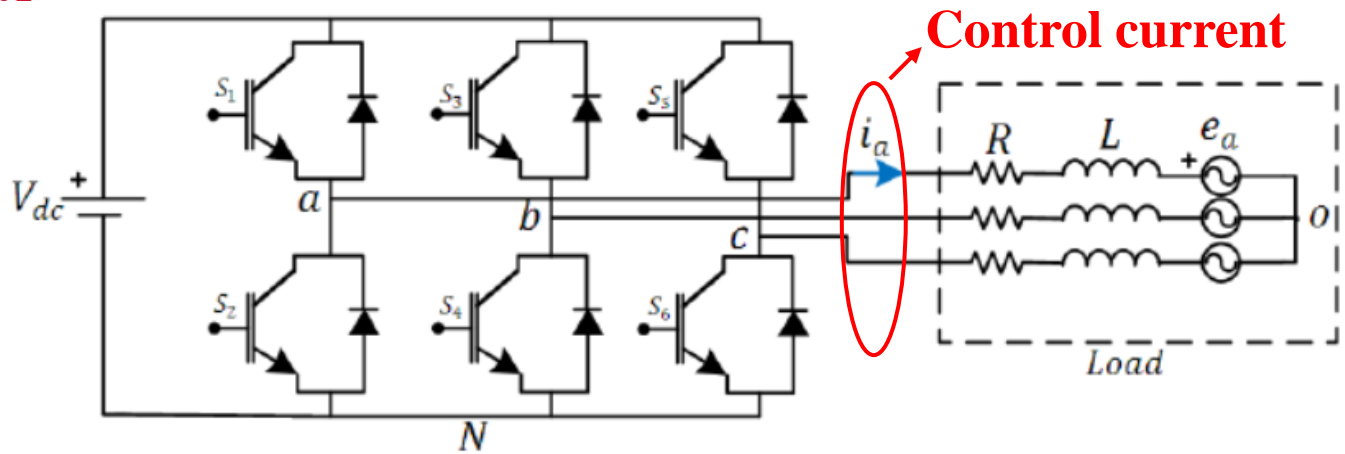 Control current
S₁
S₃
S₅
i_a
R
L
e_a
+
+
V_dc
a
b
c
o
S₂
S₄
S₆
Load
N